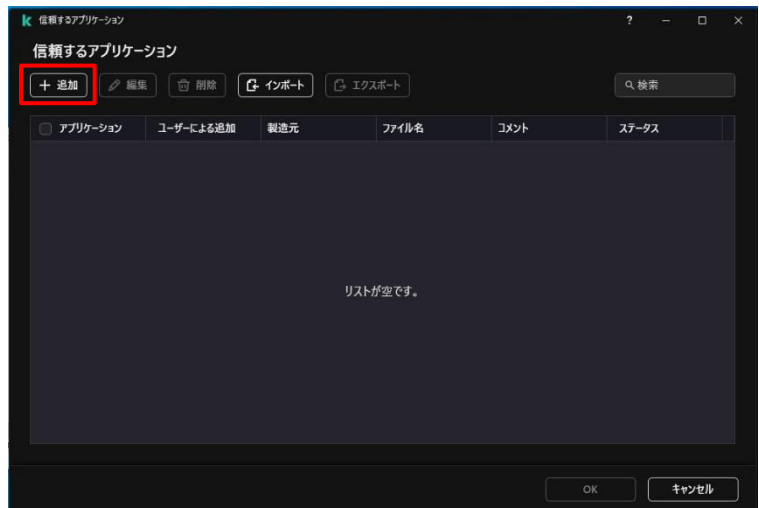 信頼するアプリケーション
信頼するアプリケーション
追加 編集 削除 インポート エクスポート 検索
アプリケーション ユーザーによる追加 製造元 ファイル名 コメント ステータス
リストが空です。
OK キャンセル